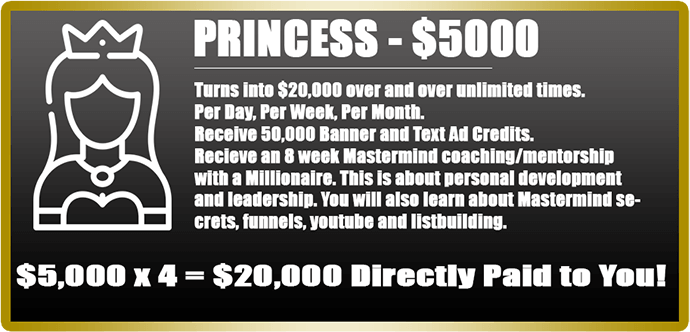 PRINCESS - $5000
Turns into $20,000 over and over unlimited times.
Per Day, Per Week, Per Month.
Receive 50,000 Banner and Text Ad Credits.
Recieve an 8 week Mastermind coaching/mentorship
with a Millionaire. This is about personal development
and leadership. You will also learn about Mastermind se-
crets, funnels, youtube and listbuilding.
$5,000 x 4 = $20,000 Directly Paid to You!